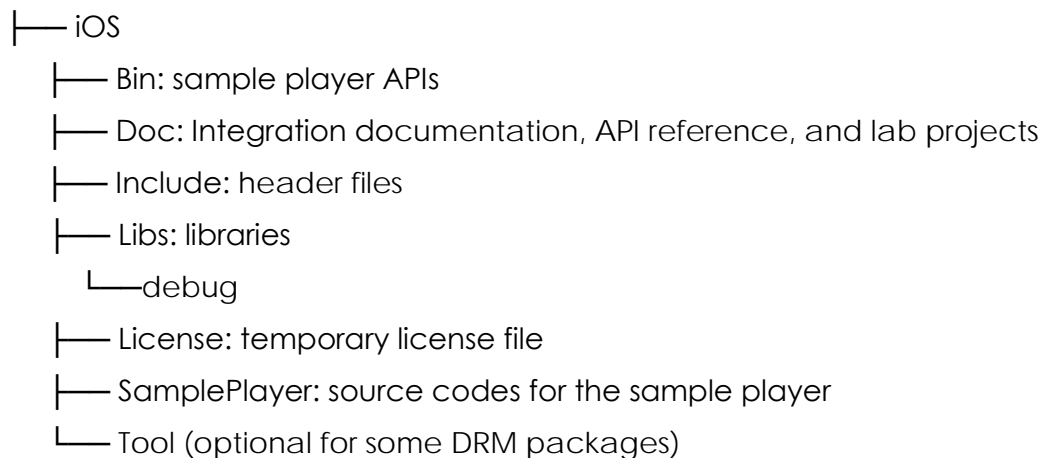 ├── iOS
├── Bin: sample player APIs
├── Doc: Integration documentation, API reference, and lab projects
├── Include: header files
├── Libs: libraries
└──debug
├── License: temporary license file
├── SamplePlayer: source codes for the sample player
└── Tool (optional for some DRM packages)